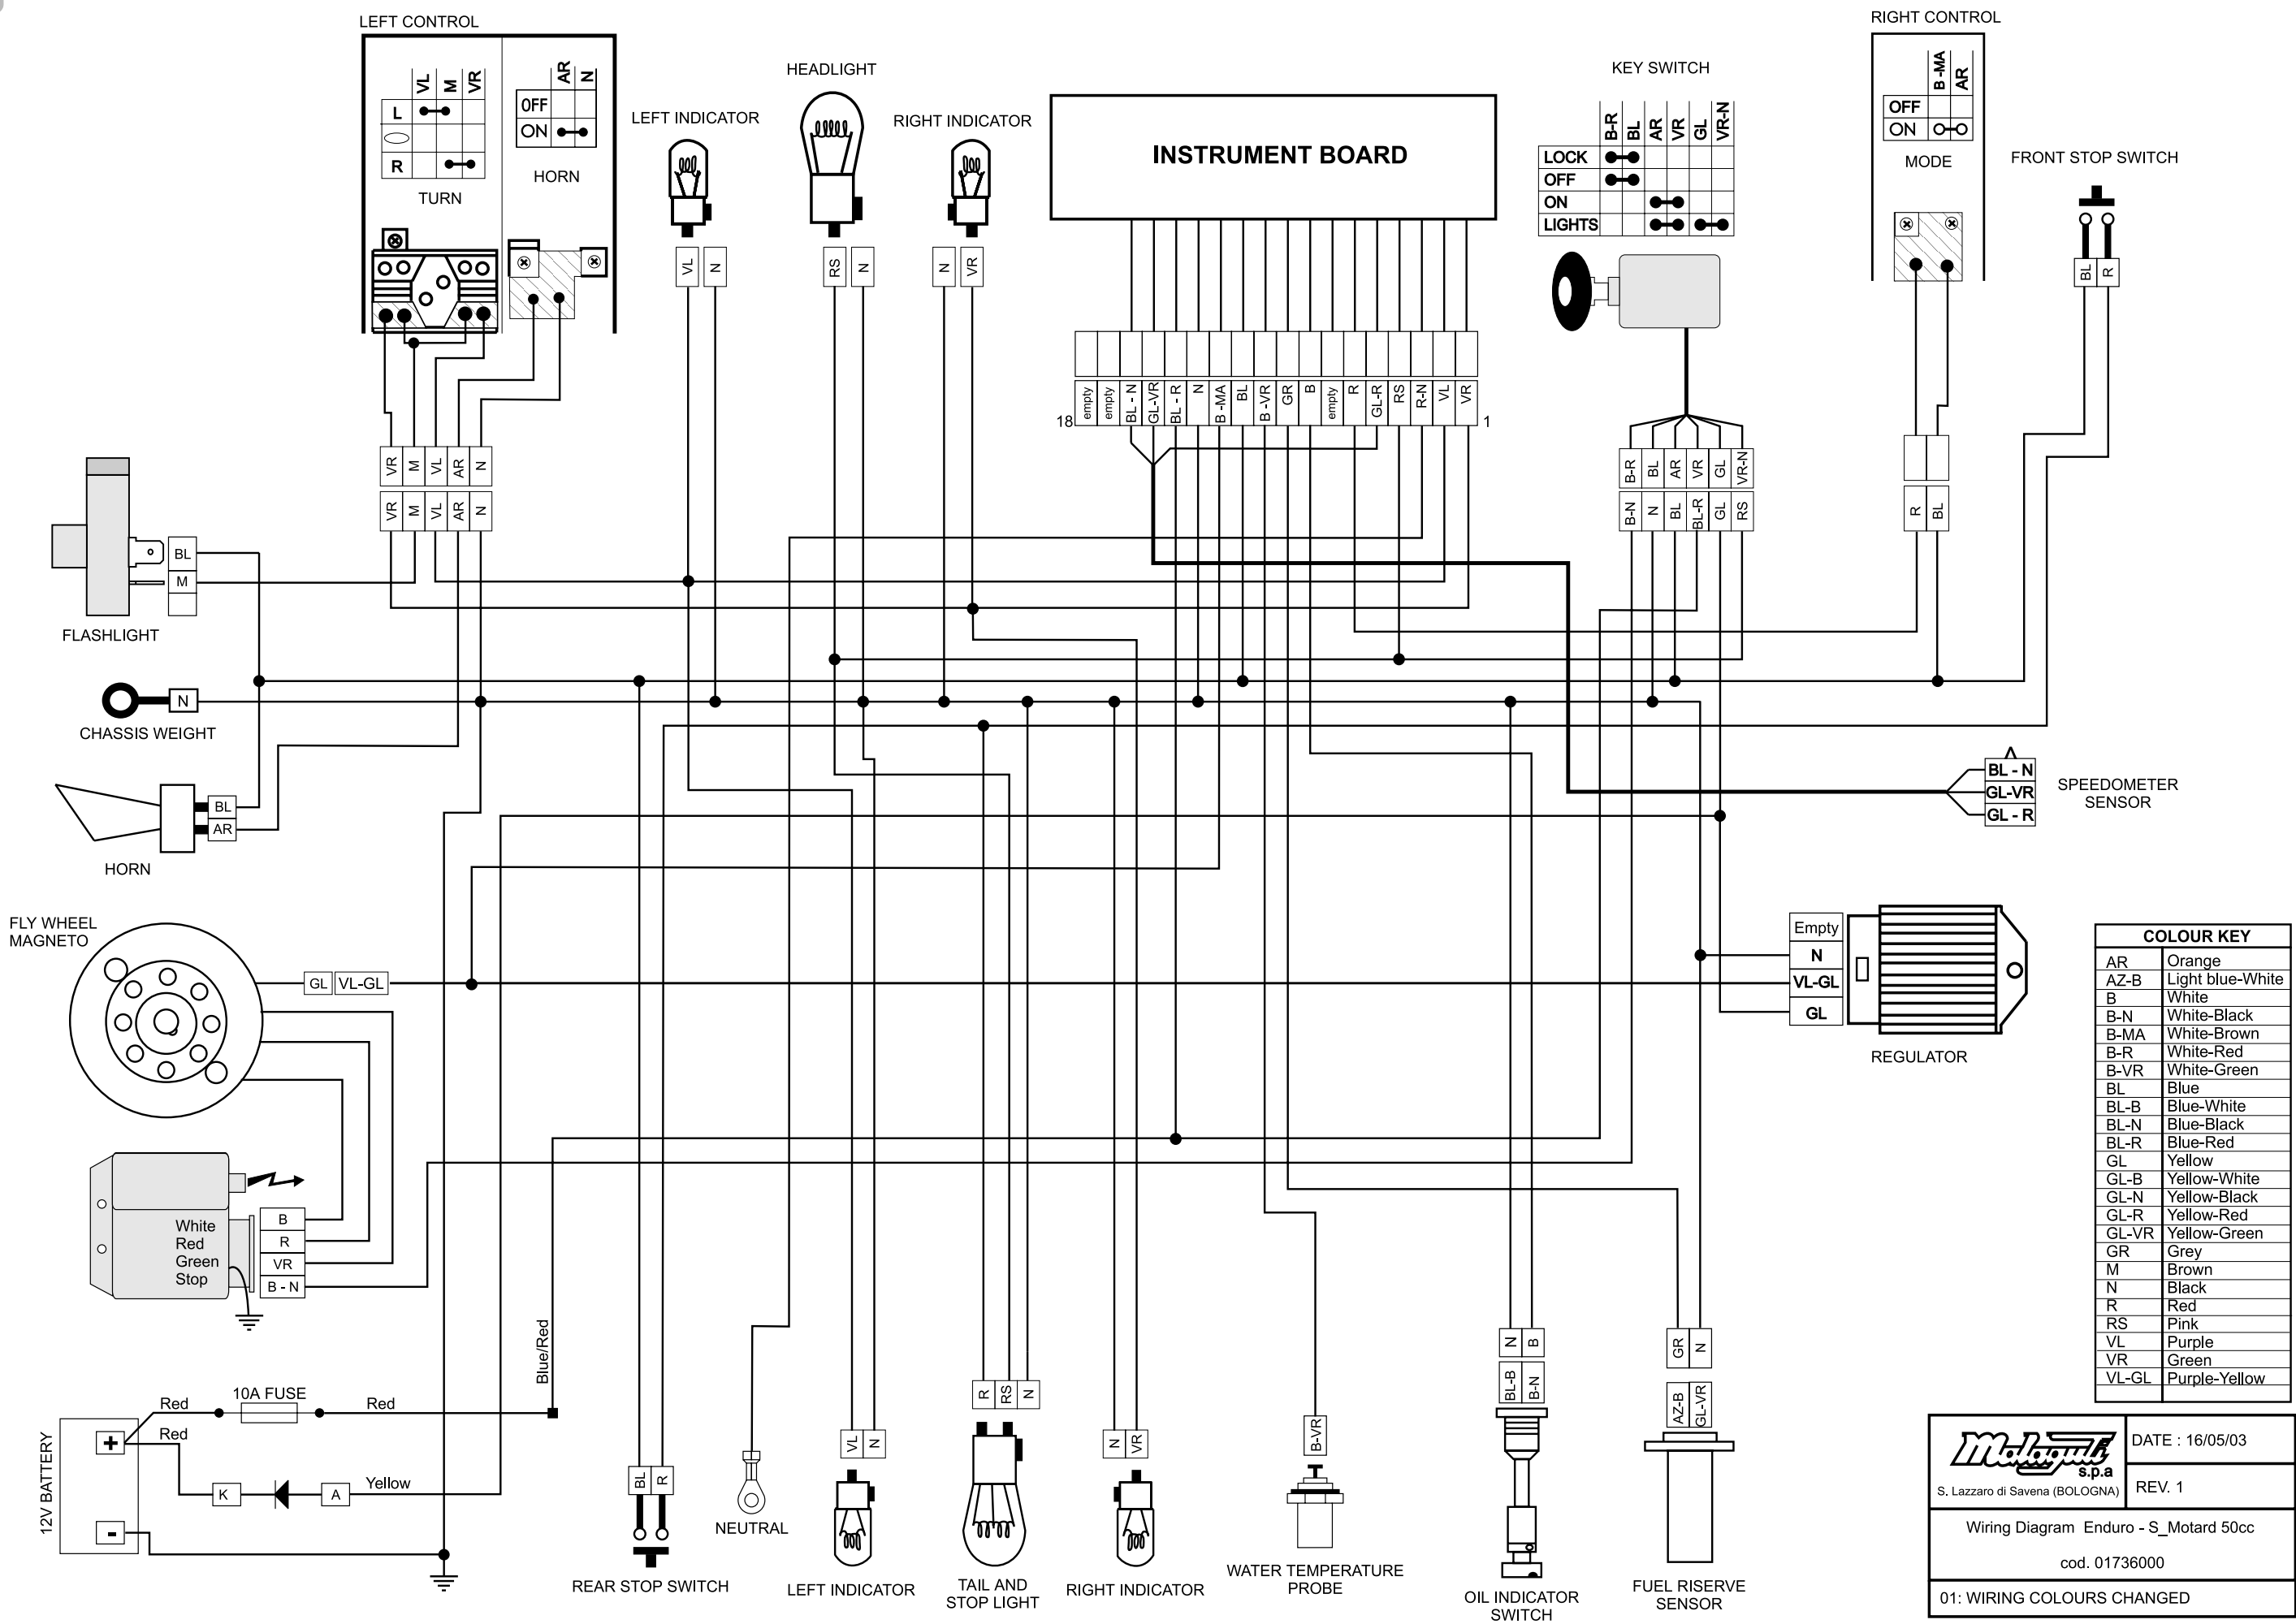 LEFT CONTROL
VL M VR
L
R
TURN
AR N
OFF
ON
HORN
LEFT INDICATOR
VL N
HEADLIGHT
RS N
RIGHT INDICATOR
N VR
INSTRUMENT BOARD
18 empty empty BL - N GL-VR BL - R N B -MA BL B -VR GR B empty R GL-R RS R-N VL VR 1
KEY SWITCH
B-R BL AR VR GL VR-N
LOCK
OFF
ON
LIGHTS
B-R BL AR VR GL VR-N
B-N N BL BL-R GL RS
RIGHT CONTROL
B -MA AR
OFF
ON
MODE
R BL
FRONT STOP SWITCH
BL R
VR M VL AR N
VR M VL AR N
BL
M
FLASHLIGHT
N
CHASSIS WEIGHT
BL
AR
HORN
BL - N
GL-VR
GL - R
SPEEDOMETER
SENSOR
FLY WHEEL
MAGNETO
GL VL-GL
Empty
N
VL-GL
GL
REGULATOR
White
Red
Green
Stop
B
R
VR
B - N
Blue/Red
12V BATTERY
+
-
Red
10A FUSE
Red
Red
K
A
Yellow
BL R
REAR STOP SWITCH
NEUTRAL
VL N
LEFT INDICATOR
R RS N
TAIL AND
STOP LIGHT
N VR
RIGHT INDICATOR
B-VR
WATER TEMPERATURE
PROBE
N B
BL-B B-N
OIL INDICATOR
SWITCH
GR N
AZ-B GL-VR
FUEL RISERVE
SENSOR
COLOUR KEY
AR Orange
AZ-B Light blue-White
B White
B-N White-Black
B-MA White-Brown
B-R White-Red
B-VR White-Green
BL Blue
BL-B Blue-White
BL-N Blue-Black
BL-R Blue-Red
GL Yellow
GL-B Yellow-White
GL-N Yellow-Black
GL-R Yellow-Red
GL-VR Yellow-Green
GR Grey
M Brown
N Black
R Red
RS Pink
VL Purple
VR Green
VL-GL Purple-Yellow
Malaguti
s.p.a
S. Lazzaro di Savena (BOLOGNA)
DATE : 16/05/03
REV. 1
Wiring Diagram Enduro - S_Motard 50cc
cod. 01736000
01: WIRING COLOURS CHANGED